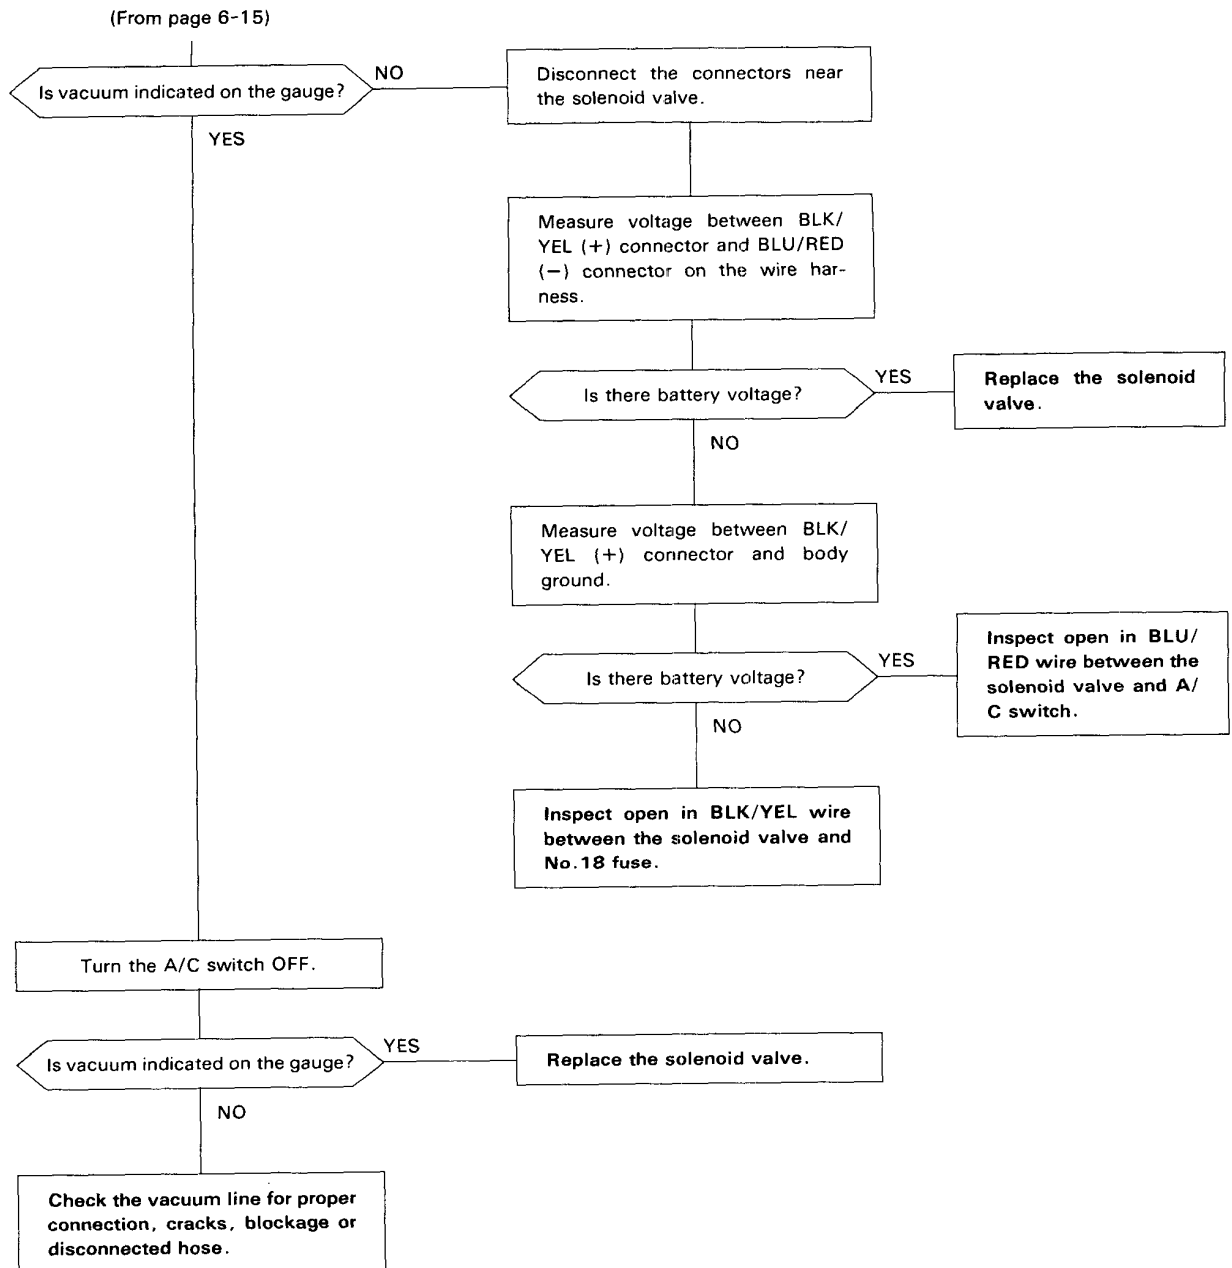 (From page 6-15)
Is vacuum indicated on the gauge?
NO
Disconnect the connectors near
the solenoid valve.
YES
Measure voltage between BLK/
YEL (+) connector and BLU/RED
(−) connector on the wire har-
ness.
Is there battery voltage?
YES
Replace the solenoid
valve.
NO
Measure voltage between BLK/
YEL (+) connector and body
ground.
Is there battery voltage?
YES
Inspect open in BLU/
RED wire between the
solenoid valve and A/
C switch.
NO
Inspect open in BLK/YEL wire
between the solenoid valve and
No.18 fuse.
Turn the A/C switch OFF.
Is vacuum indicated on the gauge?
YES
Replace the solenoid valve.
NO
Check the vacuum line for proper
connection, cracks, blockage or
disconnected hose.